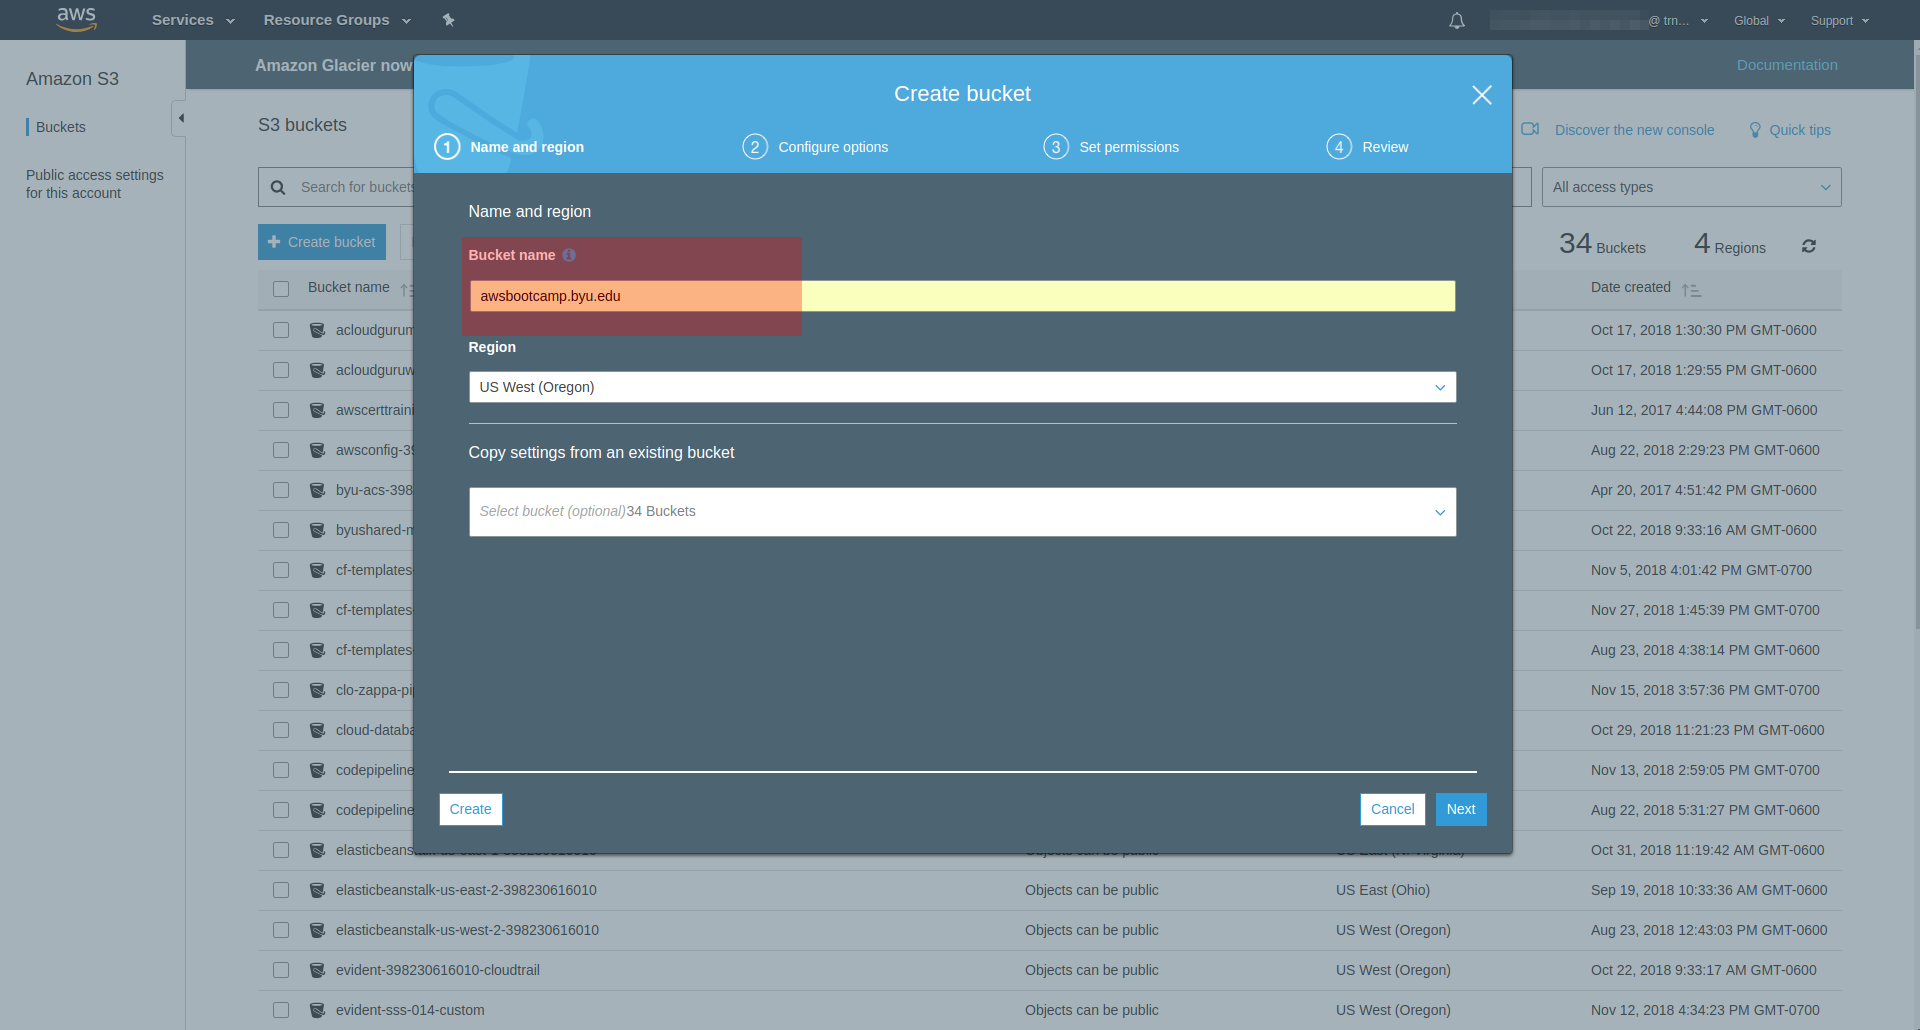 aws Services Resource Groups @ trn... Global Support
Amazon S3
Buckets
Public access settings
for this account
Amazon Glacier now
Documentation
S3 buckets
Discover the new console Quick tips
Search for buckets
All access types
Create bucket
34 Buckets 4 Regions
Bucket name Date created
Create bucket
1 Name and region 2 Configure options 3 Set permissions 4 Review
Name and region
Bucket name
awsbootcamp.byu.edu
Region
US West (Oregon)
Copy settings from an existing bucket
Select bucket (optional)34 Buckets
Create Cancel Next
acloudgurum Oct 17, 2018 1:30:30 PM GMT-0600
acloudguruw Oct 17, 2018 1:29:55 PM GMT-0600
awscerttraini Jun 12, 2017 4:44:08 PM GMT-0600
awsconfig-39 Aug 22, 2018 2:29:23 PM GMT-0600
byu-acs-398 Apr 20, 2017 4:51:42 PM GMT-0600
byushared-m Oct 22, 2018 9:33:16 AM GMT-0600
cf-templates- Nov 5, 2018 4:01:42 PM GMT-0700
cf-templates- Nov 27, 2018 1:45:39 PM GMT-0700
cf-templates- Aug 23, 2018 4:38:14 PM GMT-0700
clo-zappa-pi Nov 15, 2018 3:57:36 PM GMT-0700
cloud-databa Oct 29, 2018 11:21:23 PM GMT-0600
codepipeline Nov 13, 2018 2:59:05 PM GMT-0700
codepipeline Aug 22, 2018 5:31:27 PM GMT-0600
elasticbeanstalk-us-east-1-398230616010 Objects can be public US East (N. Virginia) Oct 31, 2018 11:19:42 AM GMT-0600
elasticbeanstalk-us-east-2-398230616010 Objects can be public US East (Ohio) Sep 19, 2018 10:33:36 AM GMT-0600
elasticbeanstalk-us-west-2-398230616010 Objects can be public US West (Oregon) Aug 23, 2018 12:43:03 PM GMT-0600
evident-398230616010-cloudtrail Objects can be public US West (Oregon) Oct 22, 2018 9:33:17 AM GMT-0600
evident-sss-014-custom Objects can be public US West (Oregon) Nov 12, 2018 4:34:23 PM GMT-0700